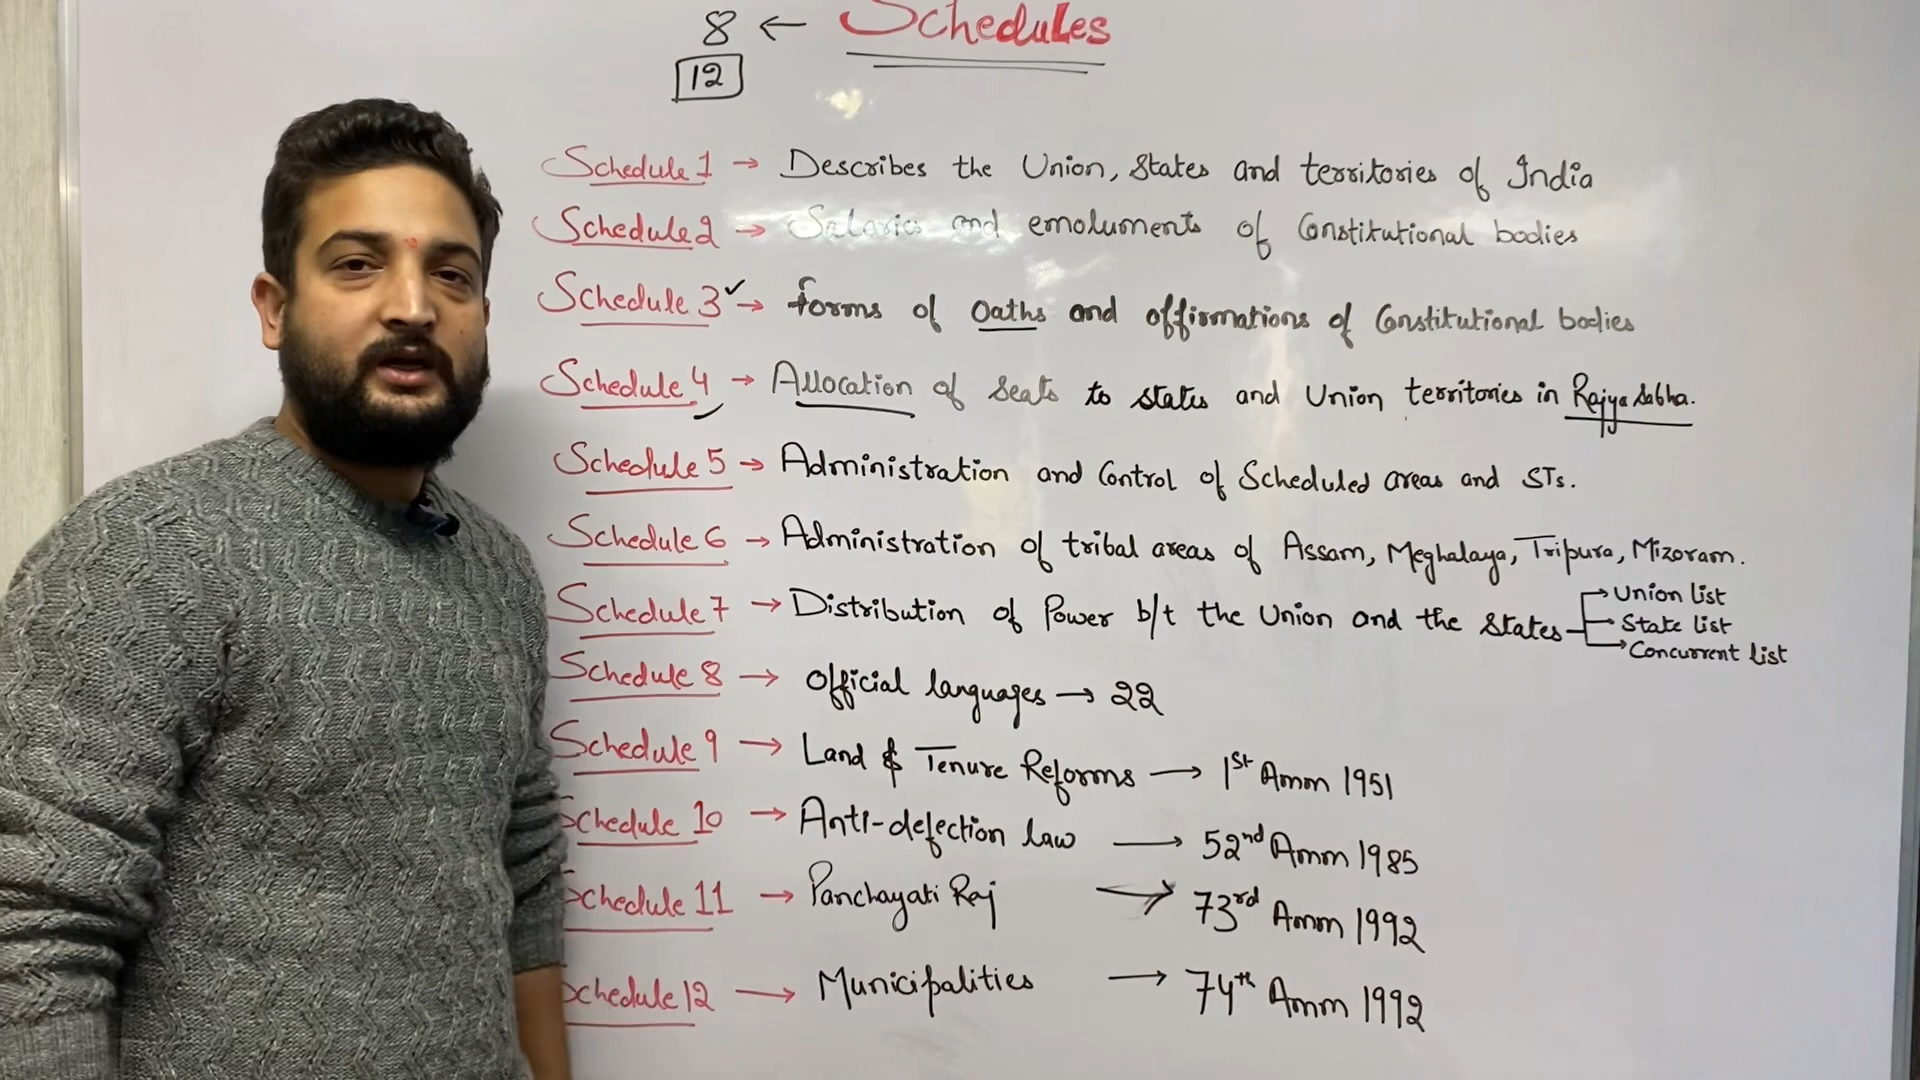 8 ← Schedules
12
Schedule 1 → Describes the Union, States and territories of India
Schedule 2 → Salaries and emoluments of Constitutional bodies
Schedule 3 ✓ → forms of Oaths and affirmations of Constitutional bodies
Schedule 4 → Allocation of Seats to states and Union territories in Rajya Sabha.
Schedule 5 → Administration and Control of Scheduled areas and STs.
Schedule 6 → Administration of tribal areas of Assam, Meghalaya, Tripura, Mizoram.
Schedule 7 → Distribution of Power b/t the Union and the States
→ Union list
→ State list
→ Concurrent list
Schedule 8 → Official languages → 22
Schedule 9 → Land & Tenure Reforms → 1st Amm 1951
Schedule 10 → Anti-defection law → 52nd Amm 1985
Schedule 11 → Panchayati Raj → 73rd Amm 1992
Schedule 12 → Municipalities → 74th Amm 1992